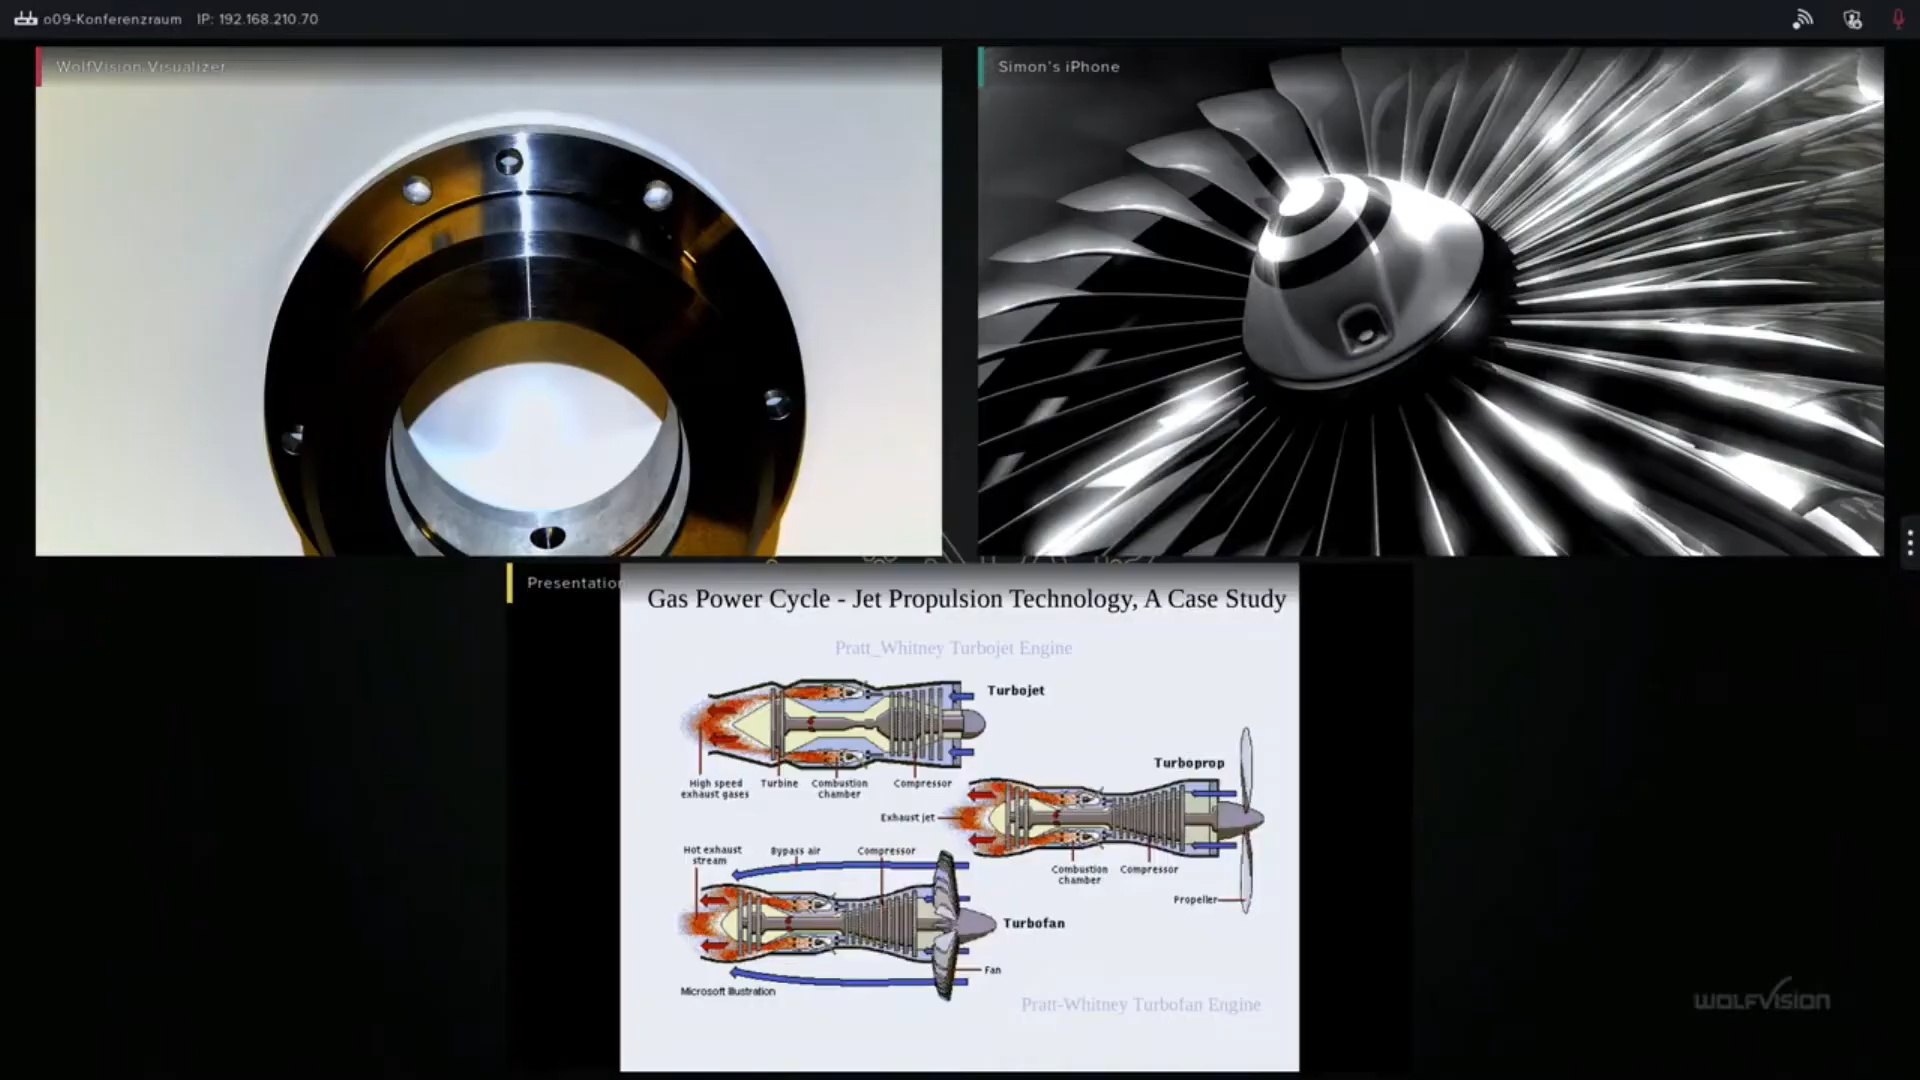 o09-Konferenzraum IP: 192.168.210.70
WolfVision Visualizer
Simon's iPhone
Presentation
Gas Power Cycle - Jet Propulsion Technology, A Case Study
Pratt_Whitney Turbojet Engine
Turbojet
High speed
exhaust gases
Turbine
Combustion
chamber
Compressor
Turboprop
Exhaust jet
Combustion
chamber
Compressor
Propeller
Hot exhaust
stream
Bypass air
Compressor
Turbofan
Fan
Microsoft Illustration
Pratt-Whitney Turbofan Engine
WOLFVISION